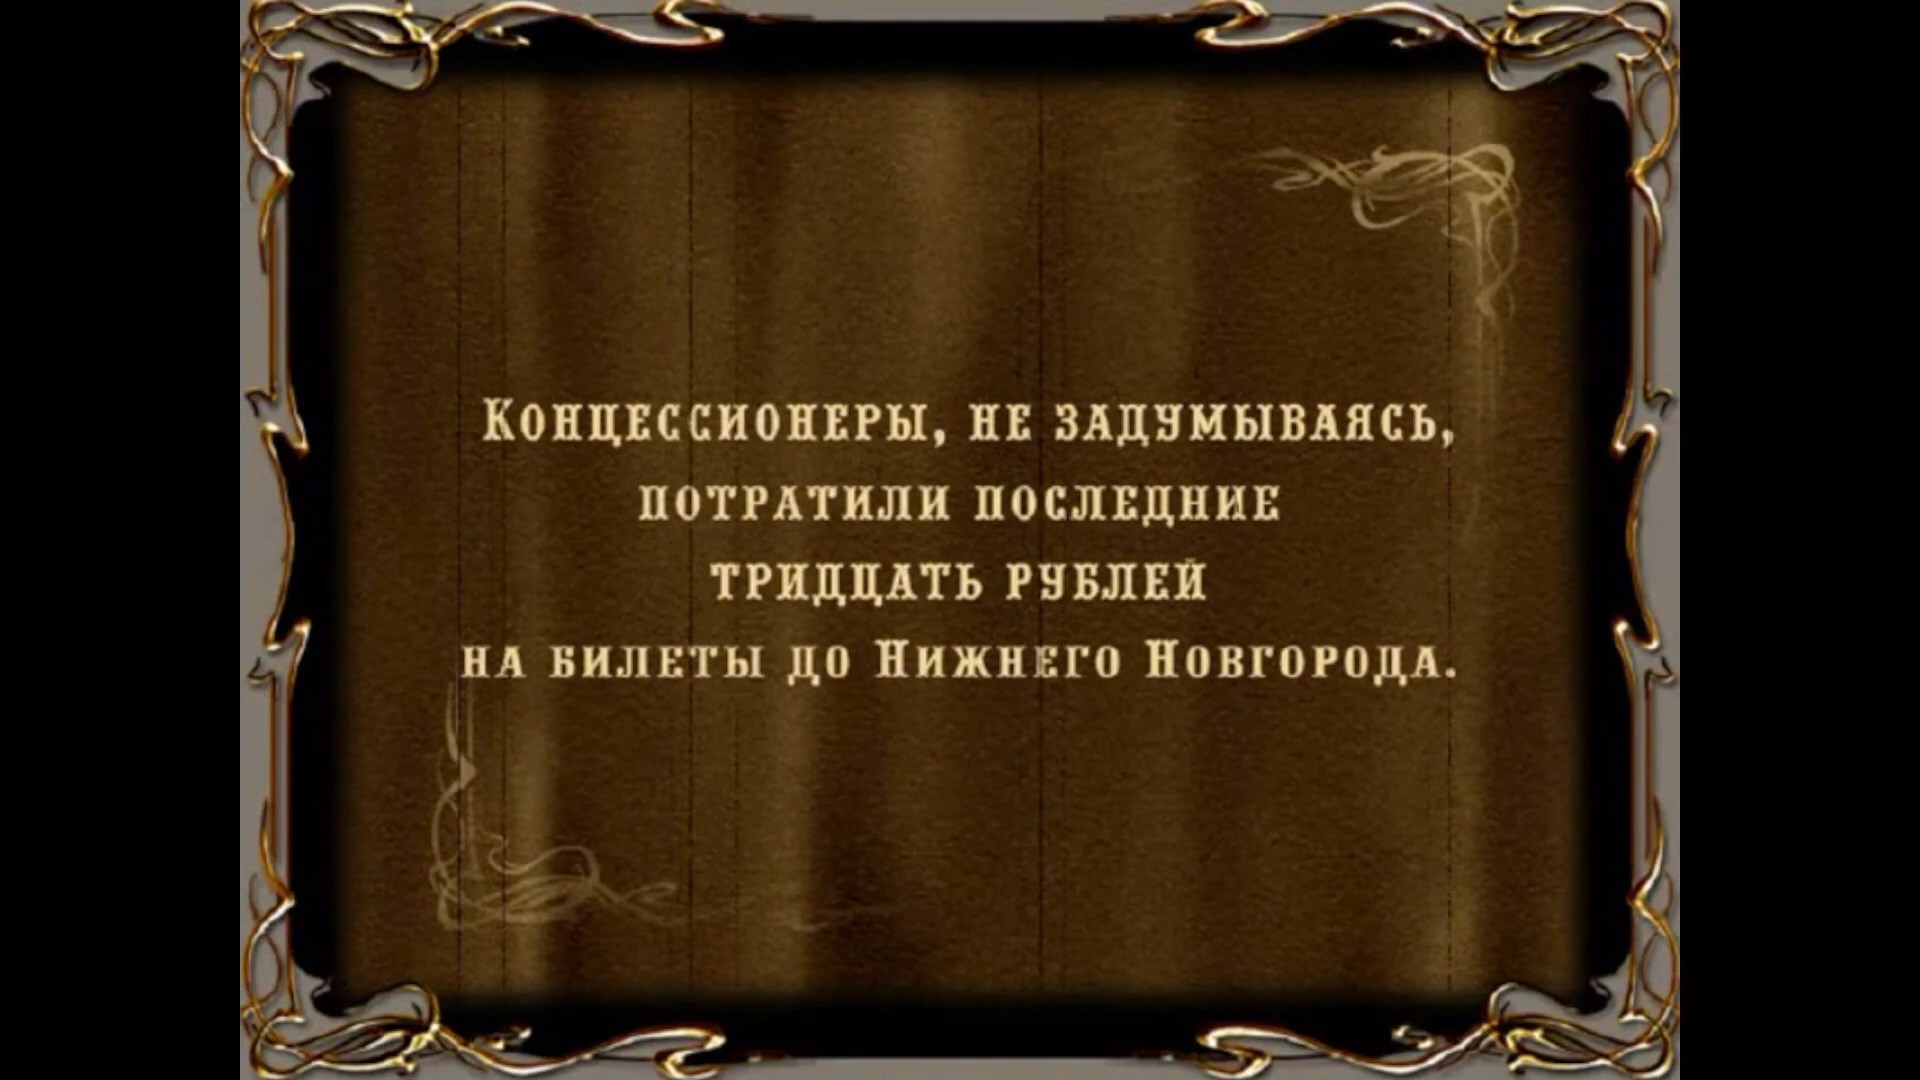 Концессионеры, не задумываясь,
потратили последние
тридцать рублей
на билеты до Нижнего Новгорода.